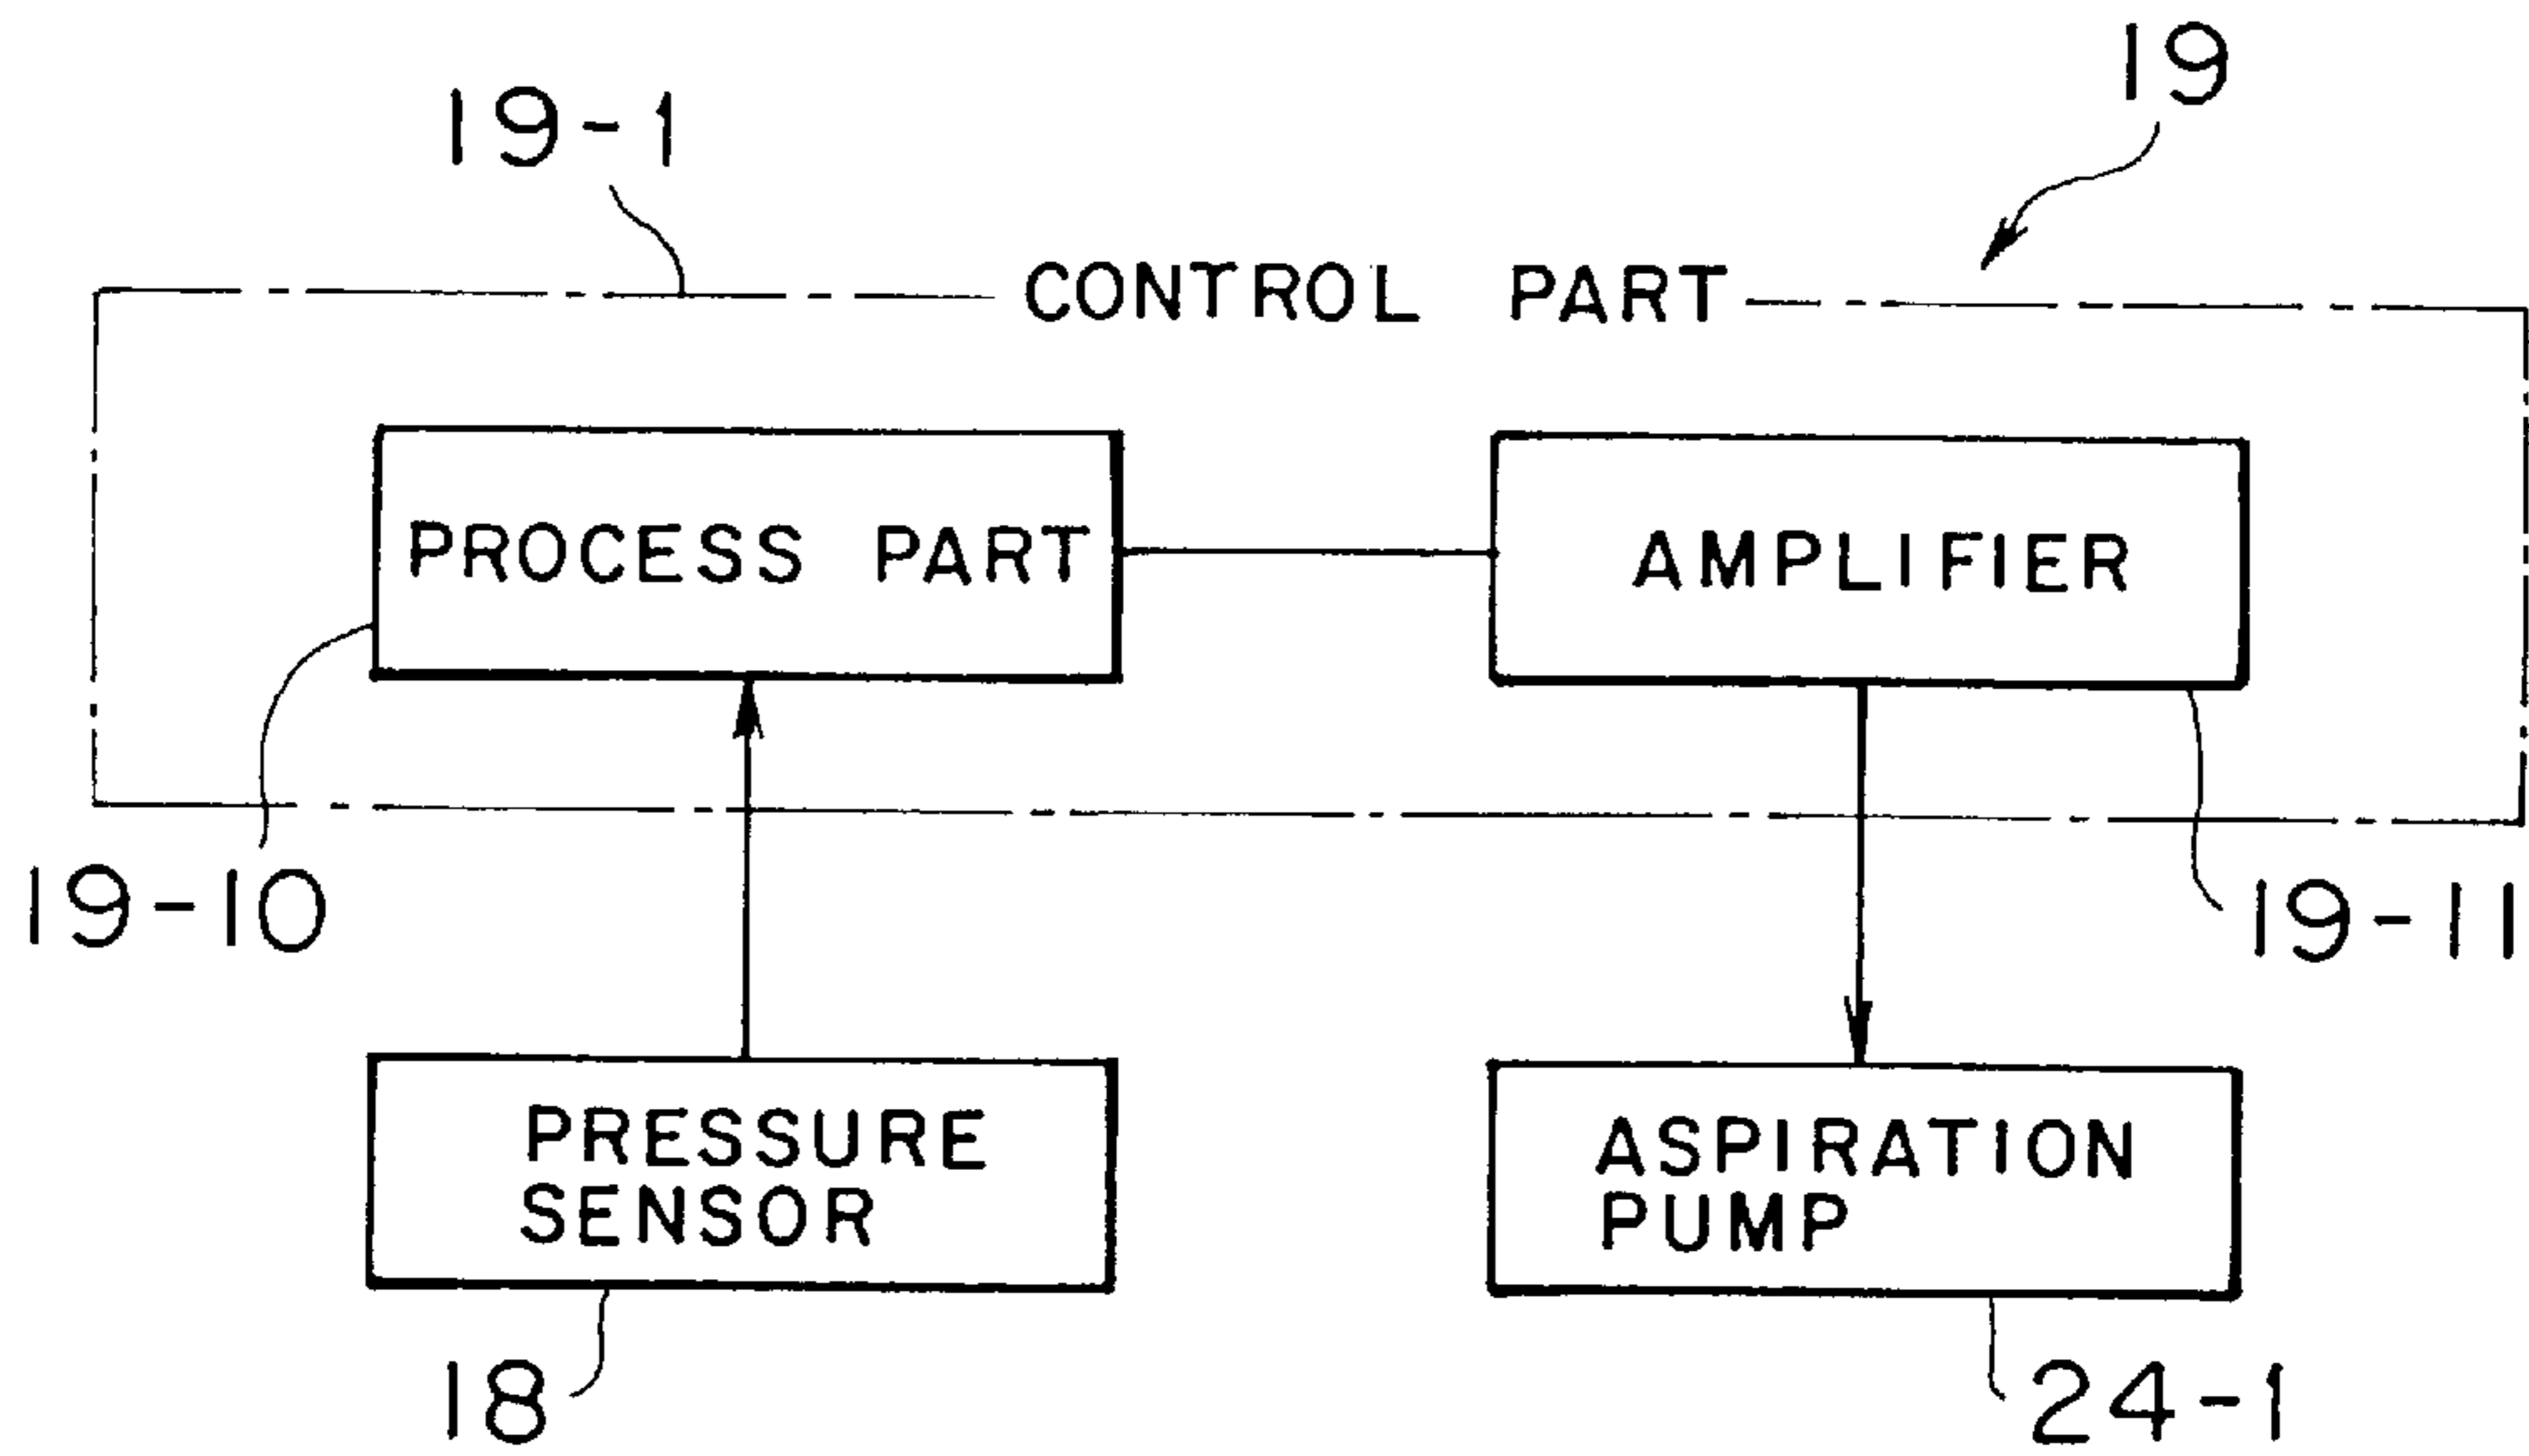 19
19-1
CONTROL PART
PROCESS PART
AMPLIFIER
19-10
19-11
PRESSURE
SENSOR
ASPIRATION
PUMP
18
24-1